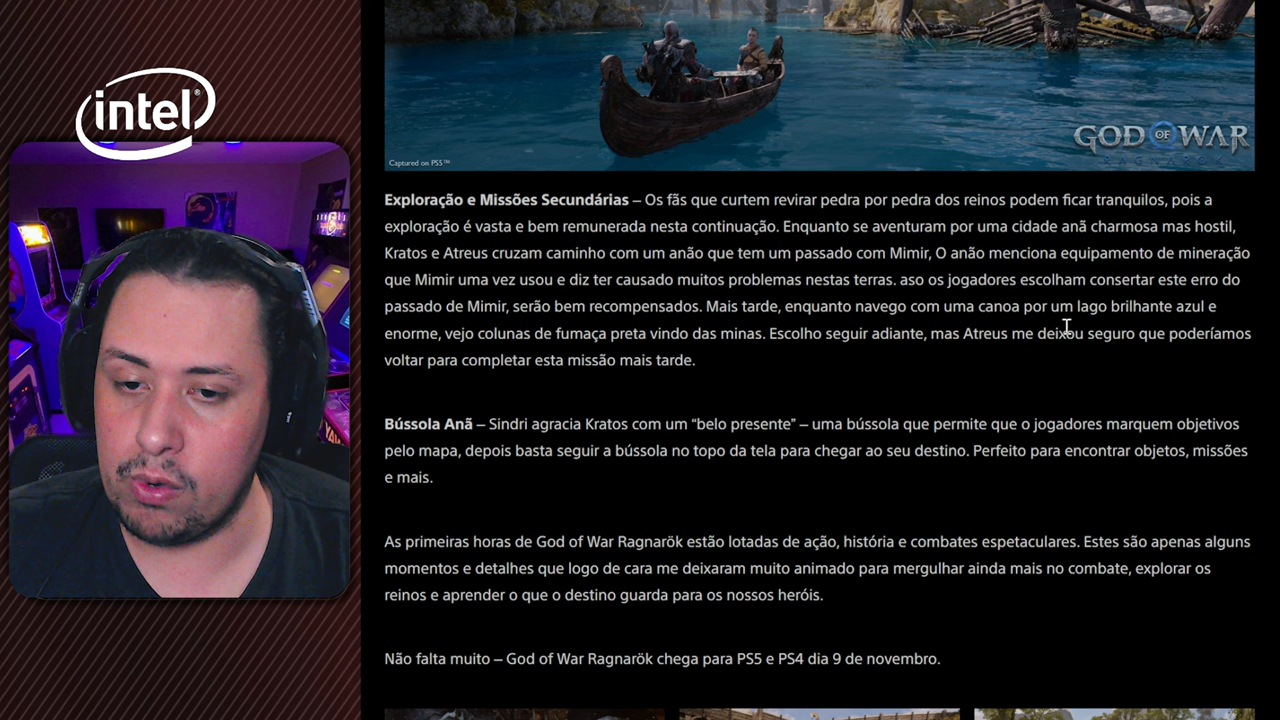 intel®
GOD OF WAR
Captured on PS5™
Exploração e Missões Secundárias – Os fãs que curtem revirar pedra por pedra dos reinos podem ficar tranquilos, pois a
exploração é vasta e bem remunerada nesta continuação. Enquanto se aventuram por uma cidade anã charmosa mas hostil,
Kratos e Atreus cruzam caminho com um anão que tem um passado com Mimir, O anão menciona equipamento de mineração
que Mimir uma vez usou e diz ter causado muitos problemas nestas terras. aso os jogadores escolham consertar este erro do
passado de Mimir, serão bem recompensados. Mais tarde, enquanto navego com uma canoa por um lago brilhante azul e
enorme, vejo colunas de fumaça preta vindo das minas. Escolho seguir adiante, mas Atreus me deixou seguro que poderíamos
voltar para completar esta missão mais tarde.
Bússola Anã – Sindri agracia Kratos com um “belo presente” – uma bússola que permite que o jogadores marquem objetivos
pelo mapa, depois basta seguir a bússola no topo da tela para chegar ao seu destino. Perfeito para encontrar objetos, missões
e mais.
As primeiras horas de God of War Ragnarök estão lotadas de ação, história e combates espetaculares. Estes são apenas alguns
momentos e detalhes que logo de cara me deixaram muito animado para mergulhar ainda mais no combate, explorar os
reinos e aprender o que o destino guarda para os nossos heróis.
Não falta muito – God of War Ragnarök chega para PS5 e PS4 dia 9 de novembro.